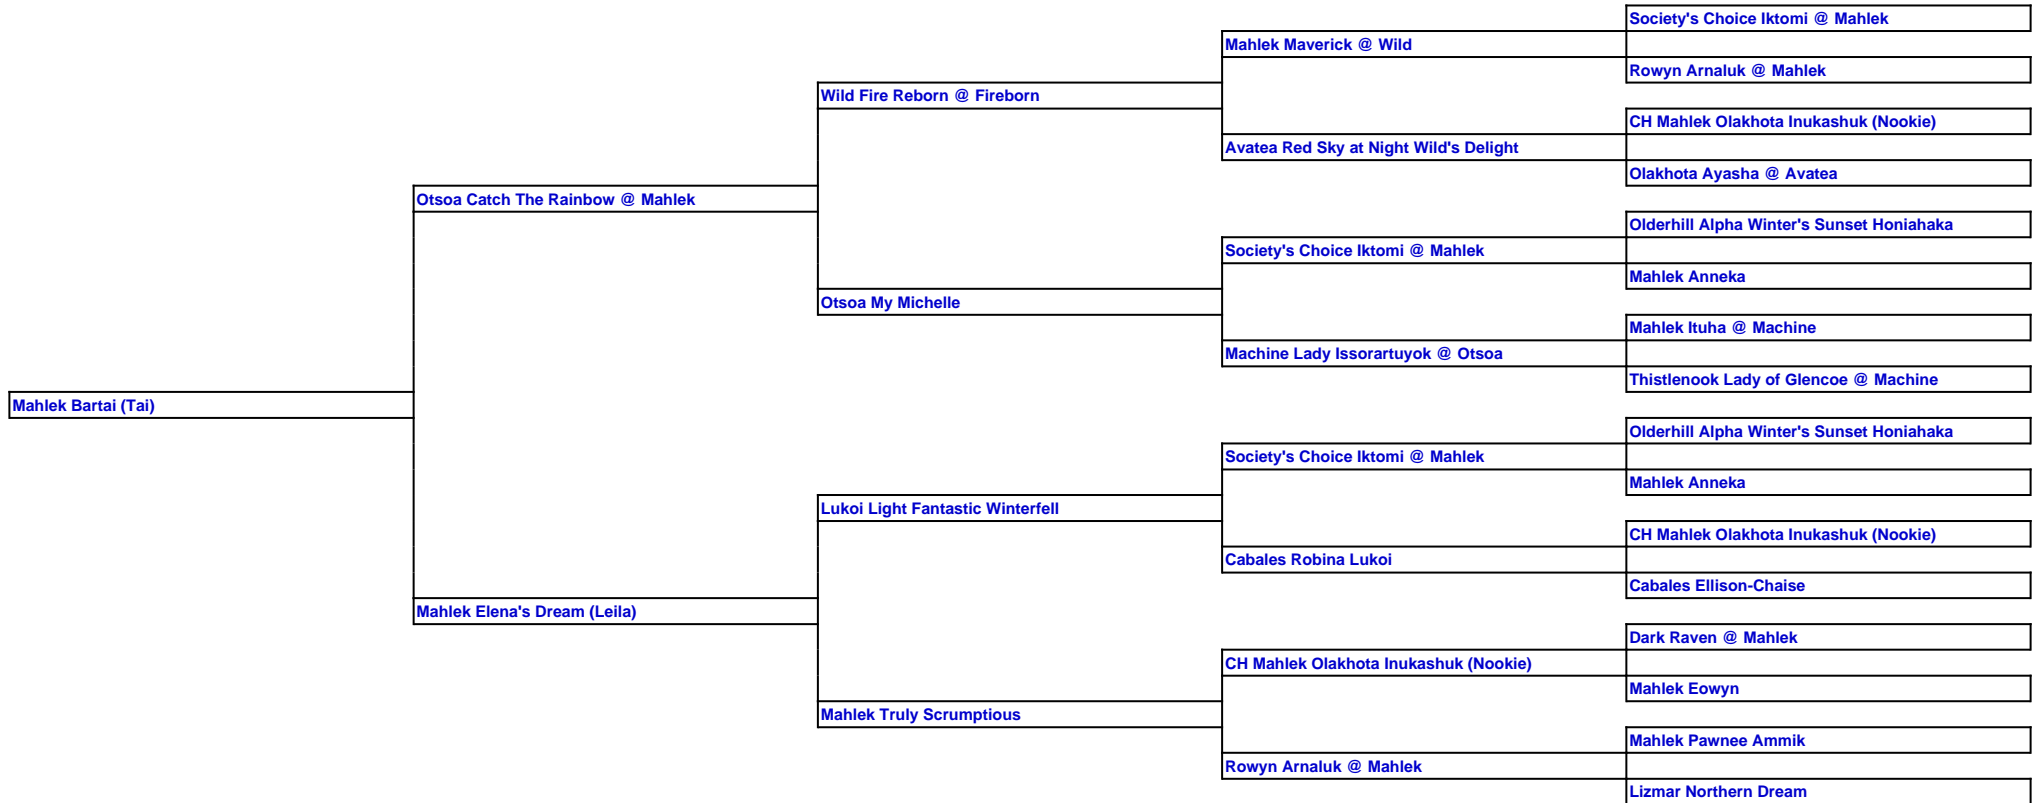 Society's Choice Iktomi @ Mahlek
Mahlek Maverick @ Wild
Rowyn Arnaluk @ Mahlek
Wild Fire Reborn @ Fireborn
CH Mahlek Olakhota Inukashuk (Nookie)
Avatea Red Sky at Night Wild's Delight
Olakhota Ayasha @ Avatea
Otsoa Catch The Rainbow @ Mahlek
Olderhill Alpha Winter's Sunset Honiahaka
Society's Choice Iktomi @ Mahlek
Mahlek Anneka
Otsoa My Michelle
Mahlek Ituha @ Machine
Machine Lady Issorartuyok @ Otsoa
Thistlenook Lady of Glencoe @ Machine
Mahlek Bartai (Tai)
Olderhill Alpha Winter's Sunset Honiahaka
Society's Choice Iktomi @ Mahlek
Mahlek Anneka
Lukoi Light Fantastic Winterfell
CH Mahlek Olakhota Inukashuk (Nookie)
Cabales Robina Lukoi
Cabales Ellison-Chaise
Mahlek Elena's Dream (Leila)
Dark Raven @ Mahlek
CH Mahlek Olakhota Inukashuk (Nookie)
Mahlek Eowyn
Mahlek Truly Scrumptious
Mahlek Pawnee Ammik
Rowyn Arnaluk @ Mahlek
Lizmar Northern Dream